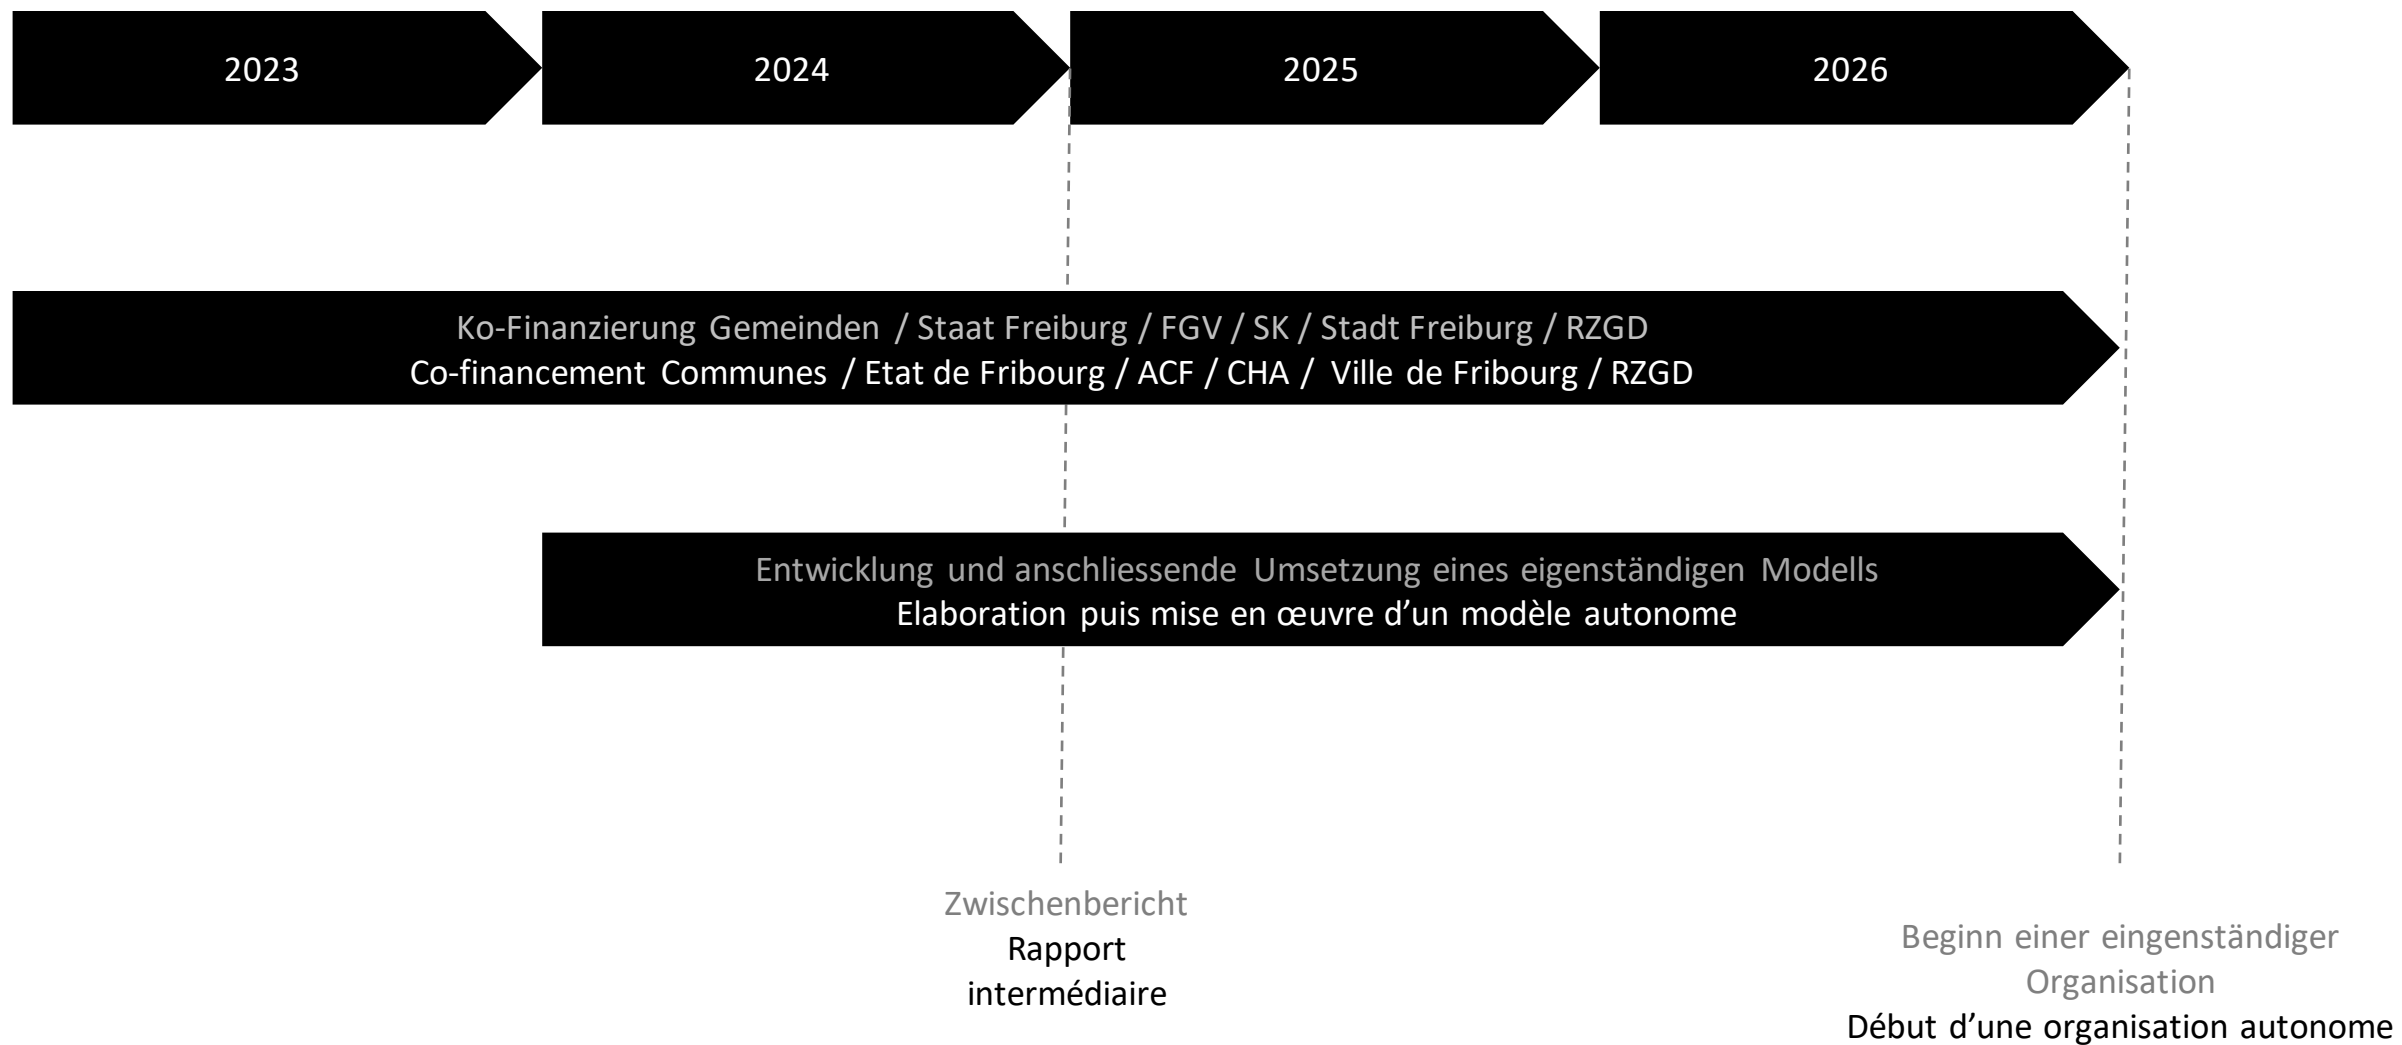 2023
2024
2025
2026
Ko-Finanzierung Gemeinden / Staat Freiburg / FGV / SK / Stadt Freiburg / RZGD
Co-financement Communes / Etat de Fribourg / ACF / CHA / Ville de Fribourg / RZGD
Entwicklung und anschliessende Umsetzung eines eigenständigen Modells
Elaboration puis mise en œuvre d’un modèle autonome
Zwischenbericht
Rapport
intermédiaire
Beginn einer eingenständiger
Organisation
Début d’une organisation autonome